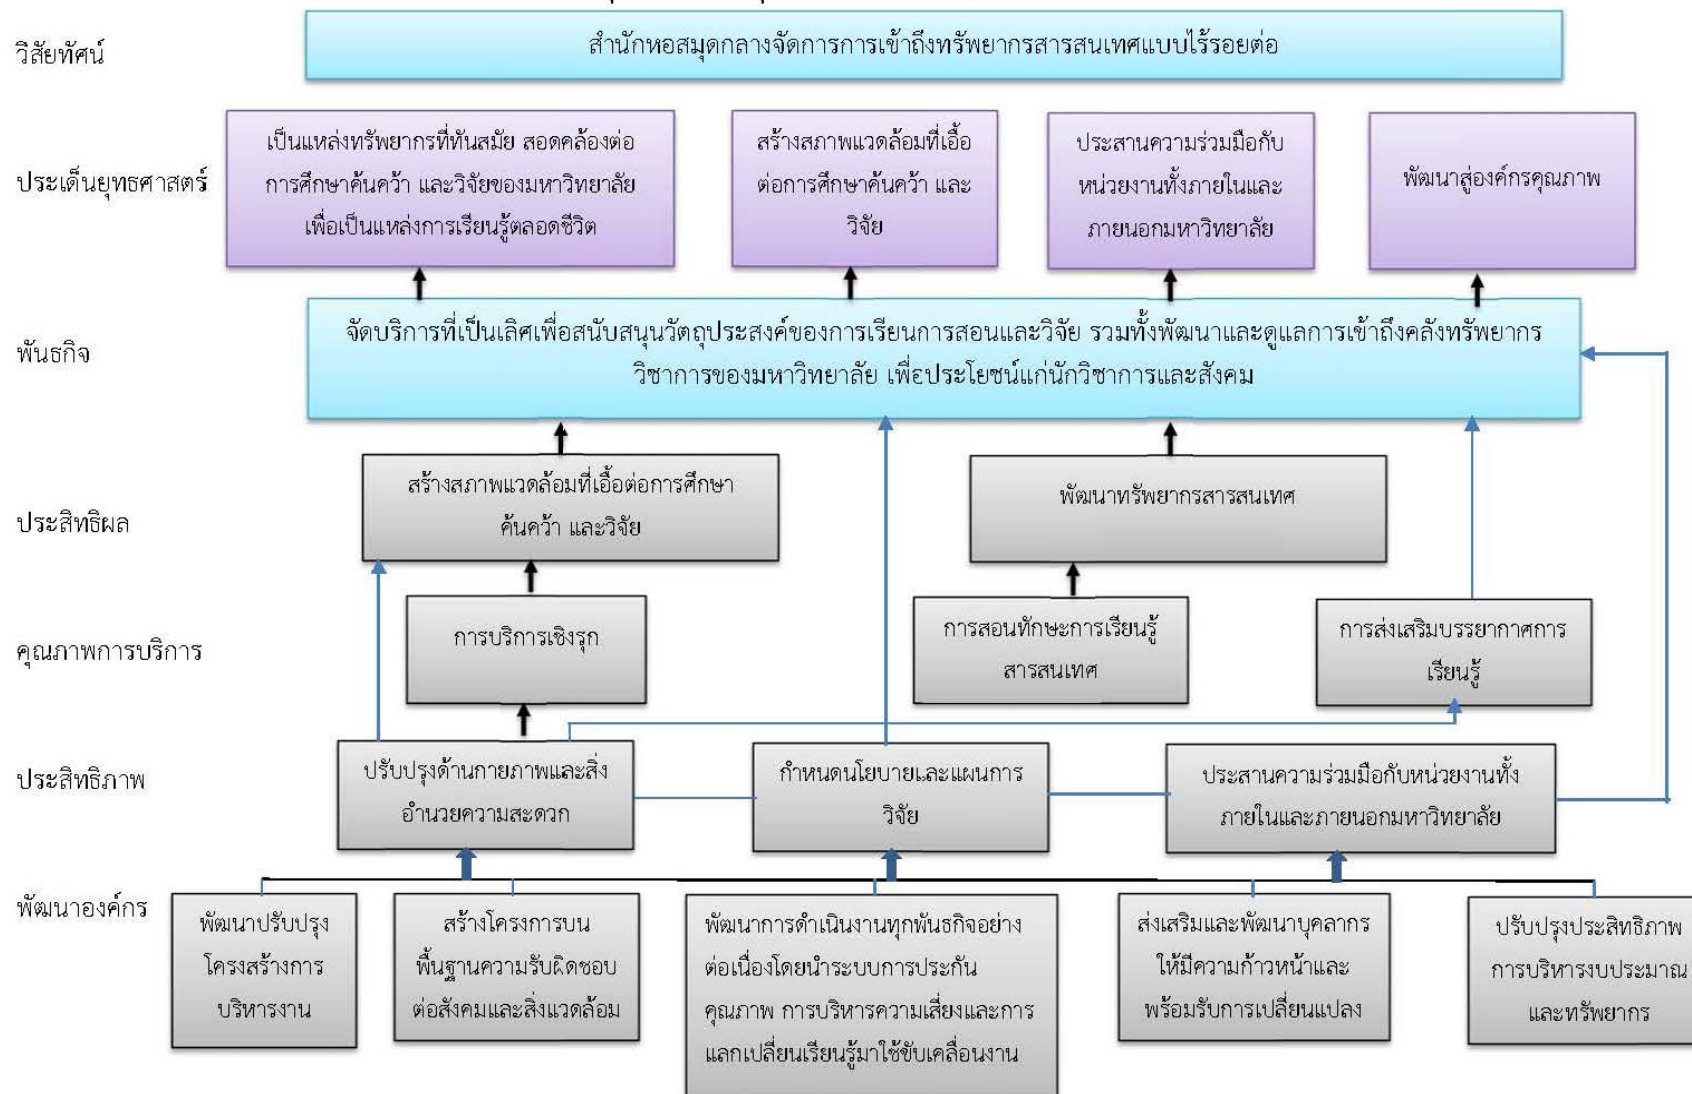 วิสัยทัศน์
สำนักหอสมุดกลางจัดการการเข้าถึงทรัพยากรสารสนเทศแบบไร้รอยต่อ
ประเด็นยุทธศาสตร์
เป็นแหล่งทรัพยากรที่ทันสมัย สอดคล้องต่อ
การศึกษาค้นคว้า และวิจัยของมหาวิทยาลัย
เพื่อเป็นแหล่งการเรียนรู้ตลอดชีวิต
สร้างสภาพแวดล้อมที่เอื้อ
ต่อการศึกษาค้นคว้า และ
วิจัย
ประสานความร่วมมือกับ
หน่วยงานทั้งภายในและ
ภายนอกมหาวิทยาลัย
พัฒนาสู่องค์กรคุณภาพ
พันธกิจ
จัดบริการที่เป็นเลิศเพื่อสนับสนุนวัตถุประสงค์ของการเรียนการสอนและวิจัย รวมทั้งพัฒนาและดูแลการเข้าถึงคลังทรัพยากร
วิชาการของมหาวิทยาลัย เพื่อประโยชน์แก่นักวิชาการและสังคม
ประสิทธิผล
สร้างสภาพแวดล้อมที่เอื้อต่อการศึกษา
ค้นคว้า และวิจัย
พัฒนาทรัพยากรสารสนเทศ
คุณภาพการบริการ
การบริการเชิงรุก
การสอนทักษะการเรียนรู้
สารสนเทศ
การส่งเสริมบรรยากาศการ
เรียนรู้
ประสิทธิภาพ
ปรับปรุงด้านกายภาพและสิ่ง
อำนวยความสะดวก
กำหนดนโยบายและแผนการ
วิจัย
ประสานความร่วมมือกับหน่วยงานทั้ง
ภายในและภายนอกมหาวิทยาลัย
พัฒนาองค์กร
พัฒนาปรับปรุง
โครงสร้างการ
บริหารงาน
สร้างโครงการบน
พื้นฐานความรับผิดชอบ
ต่อสังคมและสิ่งแวดล้อม
พัฒนาการดำเนินงานทุกพันธกิจอย่าง
ต่อเนื่องโดยนำระบบการประกัน
คุณภาพ การบริหารความเสี่ยงและการ
แลกเปลี่ยนเรียนรู้มาใช้ขับเคลื่อนงาน
ส่งเสริมและพัฒนาบุคลากร
ให้มีความก้าวหน้าและ
พร้อมรับการเปลี่ยนแปลง
ปรับปรุงประสิทธิภาพ
การบริหารงบประมาณ
และทรัพยากร